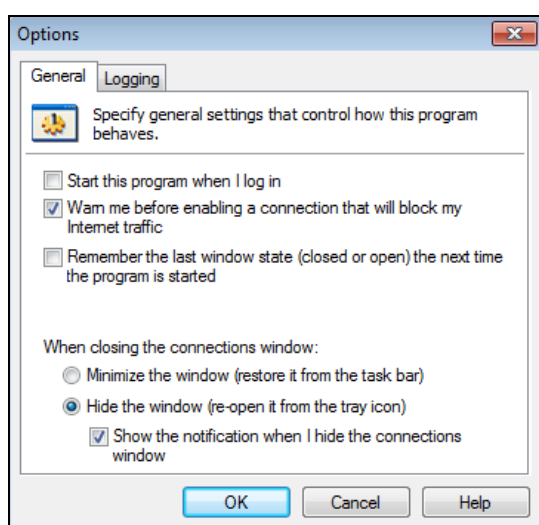 Options
General
Logging
Specify general settings that control how this program
behaves.
Start this program when I log in
Warn me before enabling a connection that will block my
Internet traffic
Remember the last window state (closed or open) the next time
the program is started
When closing the connections window:
Minimize the window (restore it from the task bar)
Hide the window (re-open it from the tray icon)
Show the notification when I hide the connections
window
OK
Cancel
Help